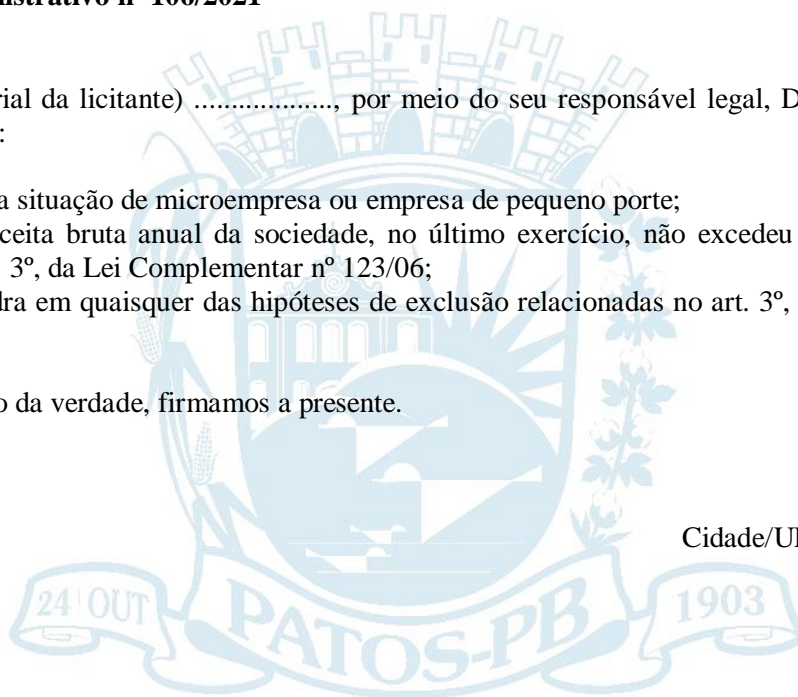 nistrativo nº 106/2021
rial da licitante) .................., por meio do seu responsável legal, D
:
a situação de microempresa ou empresa de pequeno porte;
ceita bruta anual da sociedade, no último exercício, não excedeu
3º, da Lei Complementar nº 123/06;
dra em quaisquer das hipóteses de exclusão relacionadas no art. 3º,
o da verdade, firmamos a presente.
Cidade/U
24 OUT
PATOS-PB
1903